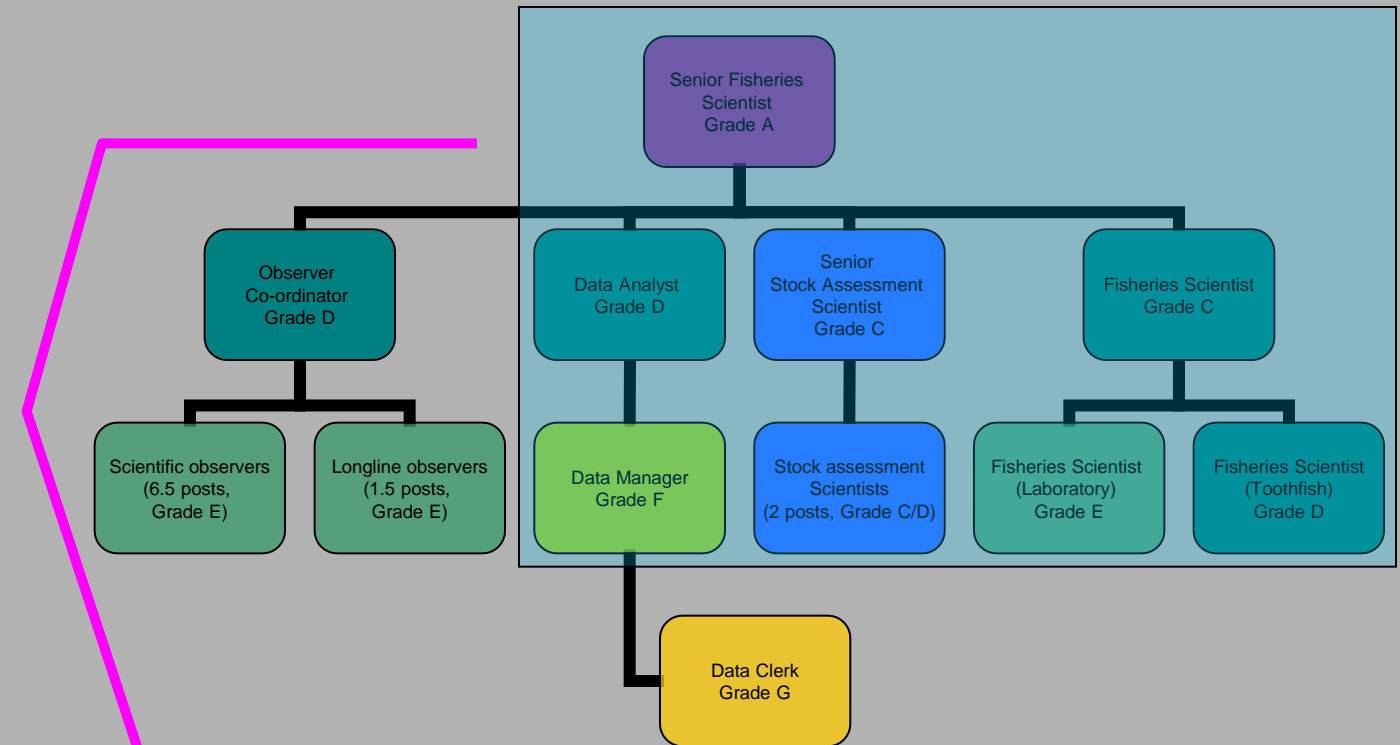 Senior Fisheries
Scientist
Grade A
Observer
Co-ordinator
Grade D
Data Analyst
Grade D
Senior
Stock Assessment
Scientist
Grade C
Fisheries Scientist
Grade C
Scientific observers
(6.5 posts,
Grade E)
Longline observers
(1.5 posts,
Grade E)
Data Manager
Grade F
Stock assessment
Scientists
(2 posts, Grade C/D)
Fisheries Scientist
(Laboratory)
Grade E
Fisheries Scientist
(Toothfish)
Grade D
Data Clerk
Grade G